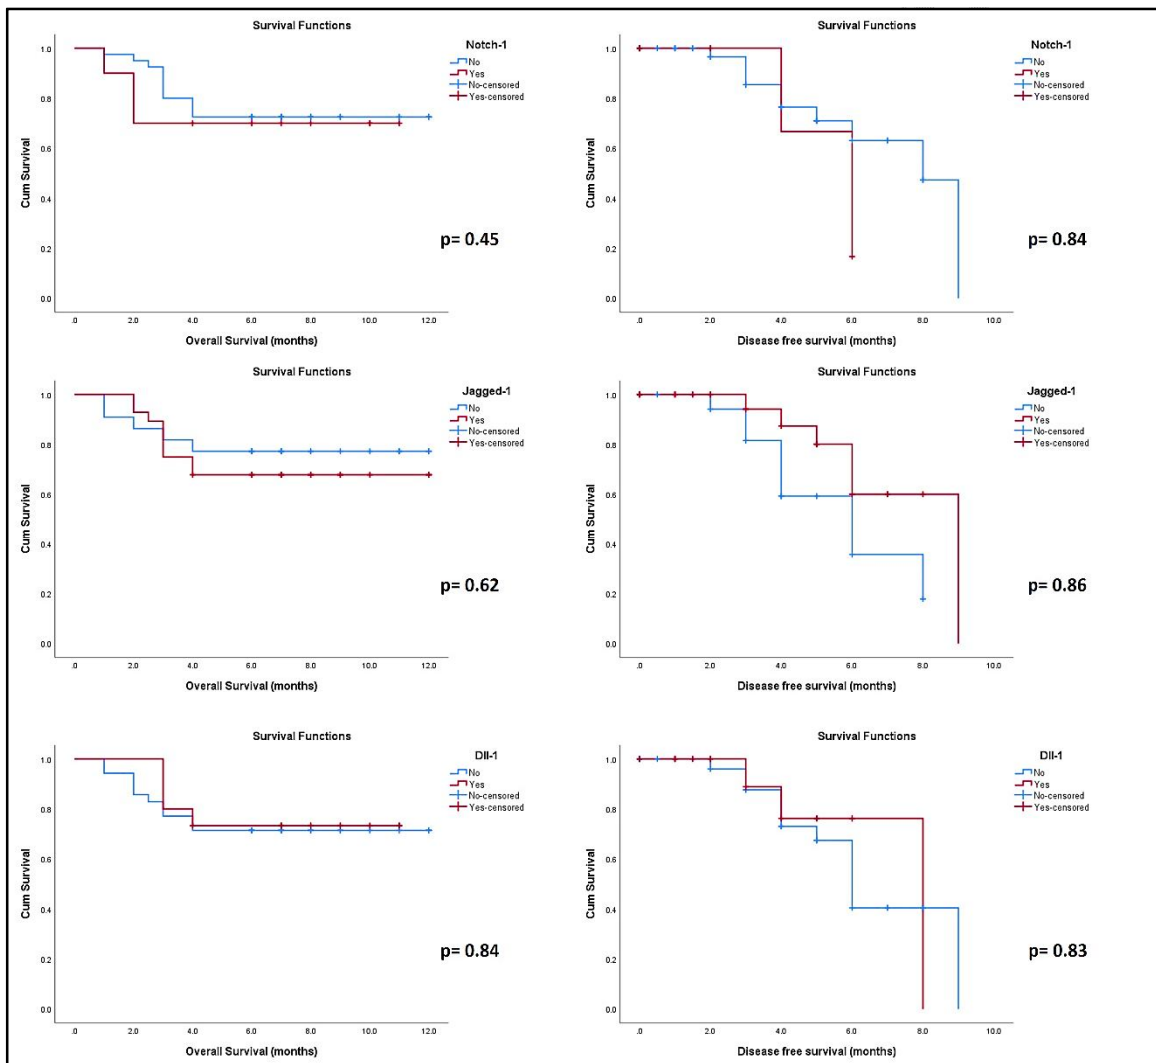 Survival Functions
Notch-1
No
Yes
No-censored
Yes-censored
1.0
0.8
0.6
0.4
0.2
0.0
Cum Survival
p= 0.45
.0 2.0 4.0 6.0 8.0 10.0 12.0
Overall Survival (months)
Survival Functions
Notch-1
No
Yes
No-censored
Yes-censored
1.0
0.8
0.6
0.4
0.2
0.0
Cum Survival
p= 0.84
.0 2.0 4.0 6.0 8.0 10.0
Disease free survival (months)
Survival Functions
Jagged-1
No
Yes
No-censored
Yes-censored
1.0
0.8
0.6
0.4
0.2
0.0
Cum Survival
p= 0.62
.0 2.0 4.0 6.0 8.0 10.0 12.0
Overall Survival (months)
Survival Functions
Jagged-1
No
Yes
No-censored
Yes-censored
1.0
0.8
0.6
0.4
0.2
0.0
Cum Survival
p= 0.86
.0 2.0 4.0 6.0 8.0 10.0
Disease free survival (months)
Survival Functions
Dll-1
No
Yes
No-censored
Yes-censored
1.0
0.8
0.6
0.4
0.2
0.0
Cum Survival
p= 0.84
.0 2.0 4.0 6.0 8.0 10.0 12.0
Overall Survival (months)
Survival Functions
Dll-1
No
Yes
No-censored
Yes-censored
1.0
0.8
0.6
0.4
0.2
0.0
Cum Survival
p= 0.83
.0 2.0 4.0 6.0 8.0 10.0
Disease free survival (months)